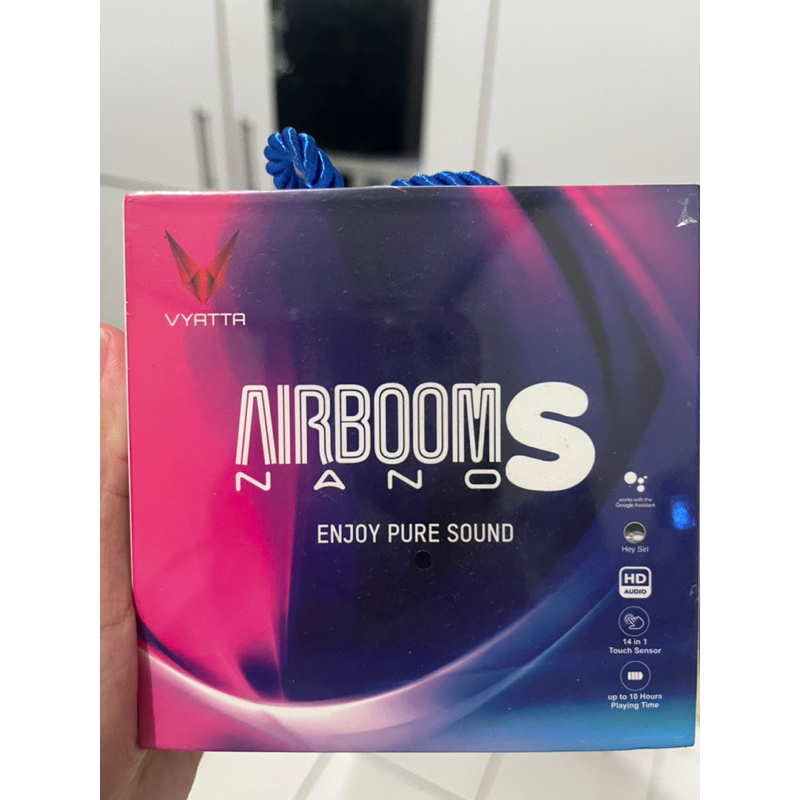 VYATTA
AIRBOOM S
NANO
ENJOY PURE SOUND
works with the
Google Assistant
Hey Siri
HD
AUDIO
14 in 1
Touch Sensor
up to 10 Hours
Playing Time